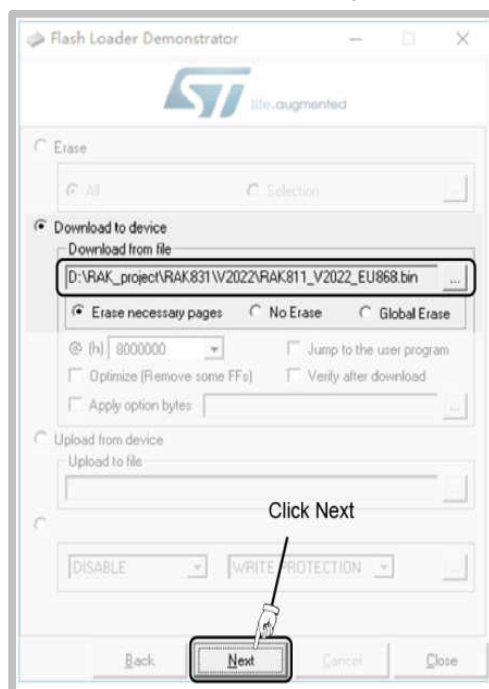 Flash Loader Demonstrator
life.augmented
Erase
All Selection ...
Download to device
Download from file
D:\RAK_project\RAK831\V2022\RAK811_V2022_EU868.bin ...
Erase necessary pages No Erase Global Erase
@ (h) 8000000 Jump to the user program
Optimize (Remove some FFs) Verify after download
Apply option bytes ...
Upload from device
Upload to file
...
Click Next
DISABLE WRITE PROTECTION ...
Back Next Cancel Close